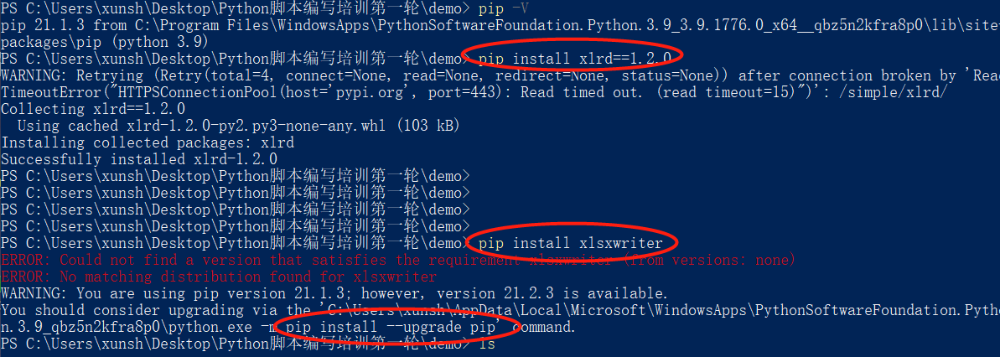 PS C:\Users\xunsh\Desktop\Python脚本编写培训第一轮\demo> pip -V
pip 21.1.3 from C:\Program Files\WindowsApps\PythonSoftwareFoundation.Python.3.9_3.9.1776.0_x64__qbz5n2kfra8p0\lib\site
packages\pip (python 3.9)
PS C:\Users\xunsh\Desktop\Python脚本编写培训第一轮\demo> pip install xlrd==1.2.0
WARNING: Retrying (Retry(total=4, connect=None, read=None, redirect=None, status=None)) after connection broken by 'Rea
TimeoutError("HTTPSConnectionPool(host='pypi.org', port=443): Read timed out. (read timeout=15)")': /simple/xlrd/
Collecting xlrd==1.2.0
  Using cached xlrd-1.2.0-py2.py3-none-any.whl (103 kB)
Installing collected packages: xlrd
Successfully installed xlrd-1.2.0
PS C:\Users\xunsh\Desktop\Python脚本编写培训第一轮\demo>
PS C:\Users\xunsh\Desktop\Python脚本编写培训第一轮\demo>
PS C:\Users\xunsh\Desktop\Python脚本编写培训第一轮\demo>
PS C:\Users\xunsh\Desktop\Python脚本编写培训第一轮\demo>
PS C:\Users\xunsh\Desktop\Python脚本编写培训第一轮\demo> pip install xlsxwriter
ERROR: Could not find a version that satisfies the requirement xlsxwriter (from versions: none)
ERROR: No matching distribution found for xlsxwriter
WARNING: You are using pip version 21.1.3; however, version 21.2.3 is available.
You should consider upgrading via the 'C:\Users\xunsh\AppData\Local\Microsoft\WindowsApps\PythonSoftwareFoundation.Pyth
n.3.9_qbz5n2kfra8p0\python.exe -m pip install --upgrade pip' command.
PS C:\Users\xunsh\Desktop\Python脚本编写培训第一轮\demo> ls